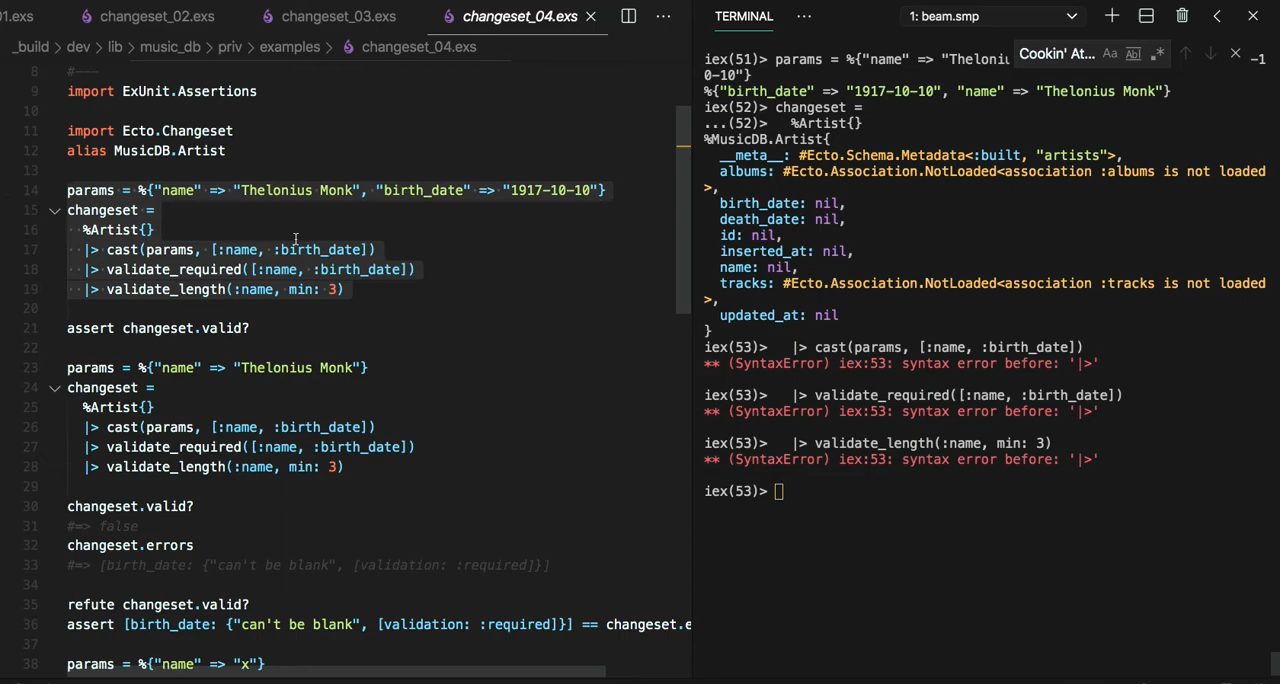 1.exs changeset_02.exs changeset_03.exs changeset_04.exs
_build > dev > lib > music_db > priv > examples > changeset_04.exs
8 #---
9 import ExUnit.Assertions
10
11 import Ecto.Changeset
12 alias MusicDB.Artist
13
14 params = %{"name" => "Thelonius Monk", "birth_date" => "1917-10-10"}
15 changeset =
16 %Artist{}
17 |> cast(params, [:name, :birth_date])
18 |> validate_required([:name, :birth_date])
19 |> validate_length(:name, min: 3)
20
21 assert changeset.valid?
22
23 params = %{"name" => "Thelonius Monk"}
24 changeset =
25 %Artist{}
26 |> cast(params, [:name, :birth_date])
27 |> validate_required([:name, :birth_date])
28 |> validate_length(:name, min: 3)
29
30 changeset.valid?
31 #=> false
32 changeset.errors
33 #=> [birth_date: {"can't be blank", [validation: :required]}]
34
35 refute changeset.valid?
36 assert [birth_date: {"can't be blank", [validation: :required]}] == changeset.e
37
38 params = %{"name" => "x"}
TERMINAL 1: beam.smp
Cookin' At... Aa Abl .*
iex(51)> params = %{"name" => "Theloniu
0-10"}
%{"birth_date" => "1917-10-10", "name" => "Thelonius Monk"}
iex(52)> changeset =
...(52)> %Artist{}
%MusicDB.Artist{
__meta__: #Ecto.Schema.Metadata<:built, "artists">,
albums: #Ecto.Association.NotLoaded<association :albums is not loaded
>,
birth_date: nil,
death_date: nil,
id: nil,
inserted_at: nil,
name: nil,
tracks: #Ecto.Association.NotLoaded<association :tracks is not loaded
>,
updated_at: nil
}
iex(53)> |> cast(params, [:name, :birth_date])
** (SyntaxError) iex:53: syntax error before: '|>'
iex(53)> |> validate_required([:name, :birth_date])
** (SyntaxError) iex:53: syntax error before: '|>'
iex(53)> |> validate_length(:name, min: 3)
** (SyntaxError) iex:53: syntax error before: '|>'
iex(53)>